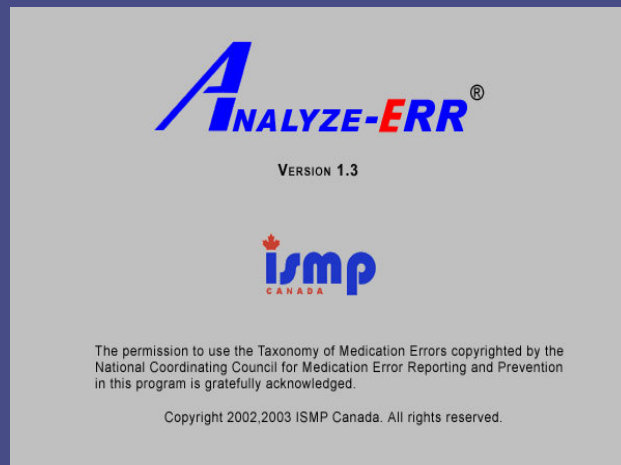 ANALYZE-ERR®
VERSION 1.3
ismp
CANADA
The permission to use the Taxonomy of Medication Errors copyrighted by the
National Coordinating Council for Medication Error Reporting and Prevention
in this program is gratefully acknowledged.
Copyright 2002,2003 ISMP Canada. All rights reserved.